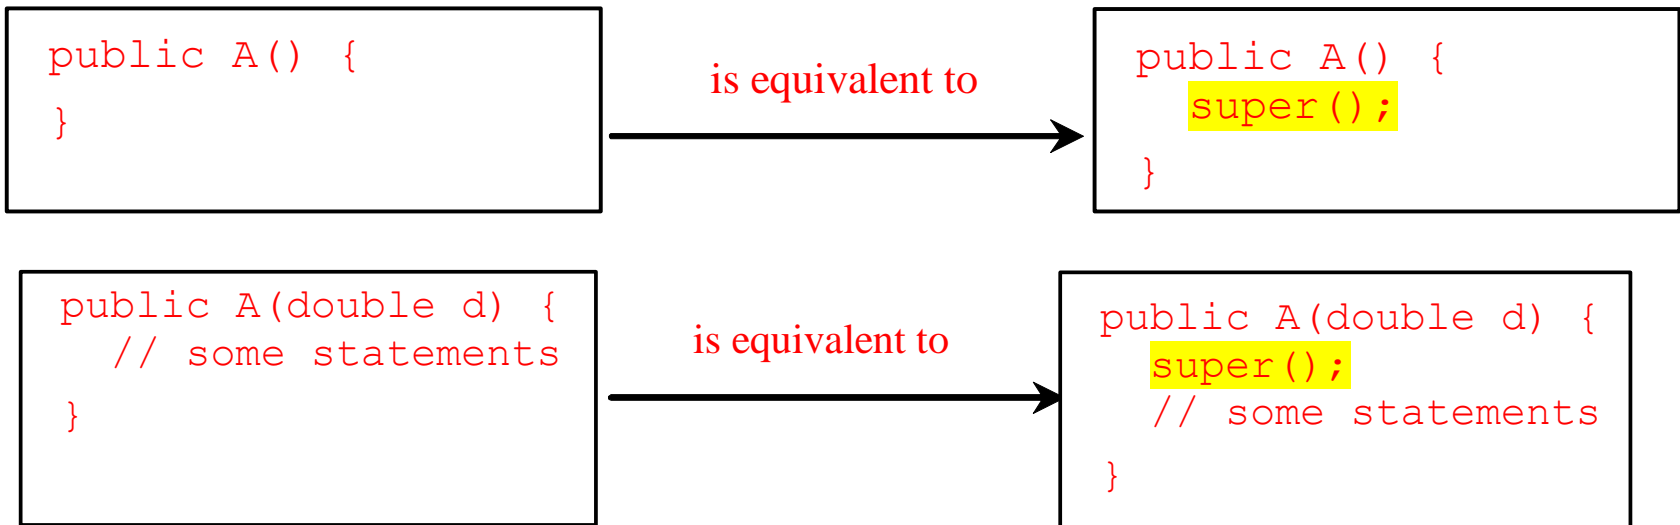 public A() {
}
is equivalent to
public A() {
super();
}
public A(double d) {
// some statements
}
is equivalent to
public A(double d) {
super();
// some statements
}